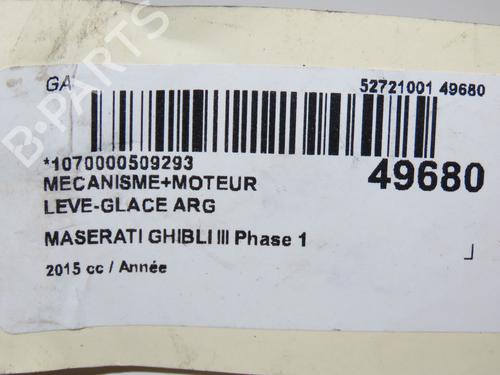 GA
52721001 49680
*1070000509293
49680
MECANISME+MOTEUR
LEVE-GLACE ARG
MASERATI GHIBLI III Phase 1
2015 cc / Année
B-PARTS